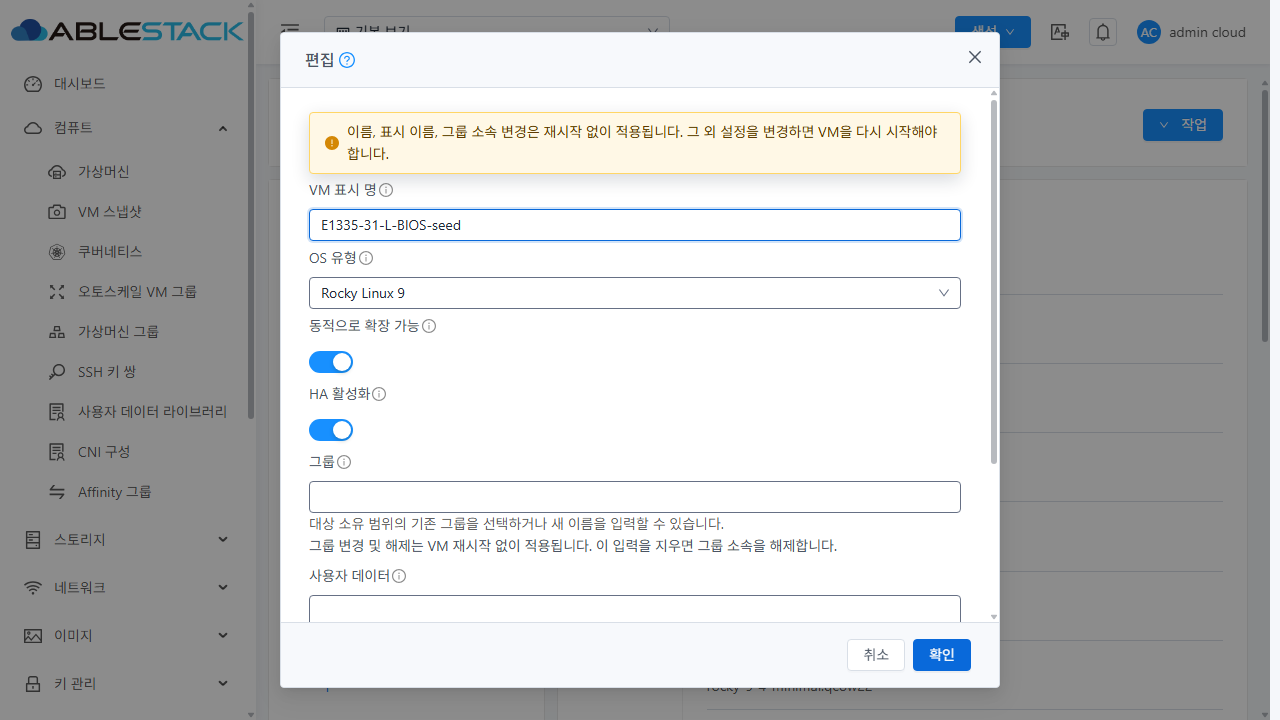 ABLESTACK
기본 보기
생성
AC
admin cloud
대시보드
컴퓨트
가상머신
VM 스냅샷
쿠버네티스
오토스케일 VM 그룹
가상머신 그룹
SSH 키 쌍
사용자 데이터 라이브러리
CNI 구성
Affinity 그룹
스토리지
네트워크
이미지
키 관리
작업
편집
이름, 표시 이름, 그룹 소속 변경은 재시작 없이 적용됩니다. 그 외 설정을 변경하면 VM을 다시 시작해야
합니다.
VM 표시 명
E1335-31-L-BIOS-seed
OS 유형
Rocky Linux 9
동적으로 확장 가능
HA 활성화
그룹
대상 소유 범위의 기존 그룹을 선택하거나 새 이름을 입력할 수 있습니다.
그룹 변경 및 해제는 VM 재시작 없이 적용됩니다. 이 입력을 지우면 그룹 소속을 해제합니다.
사용자 데이터
취소
확인